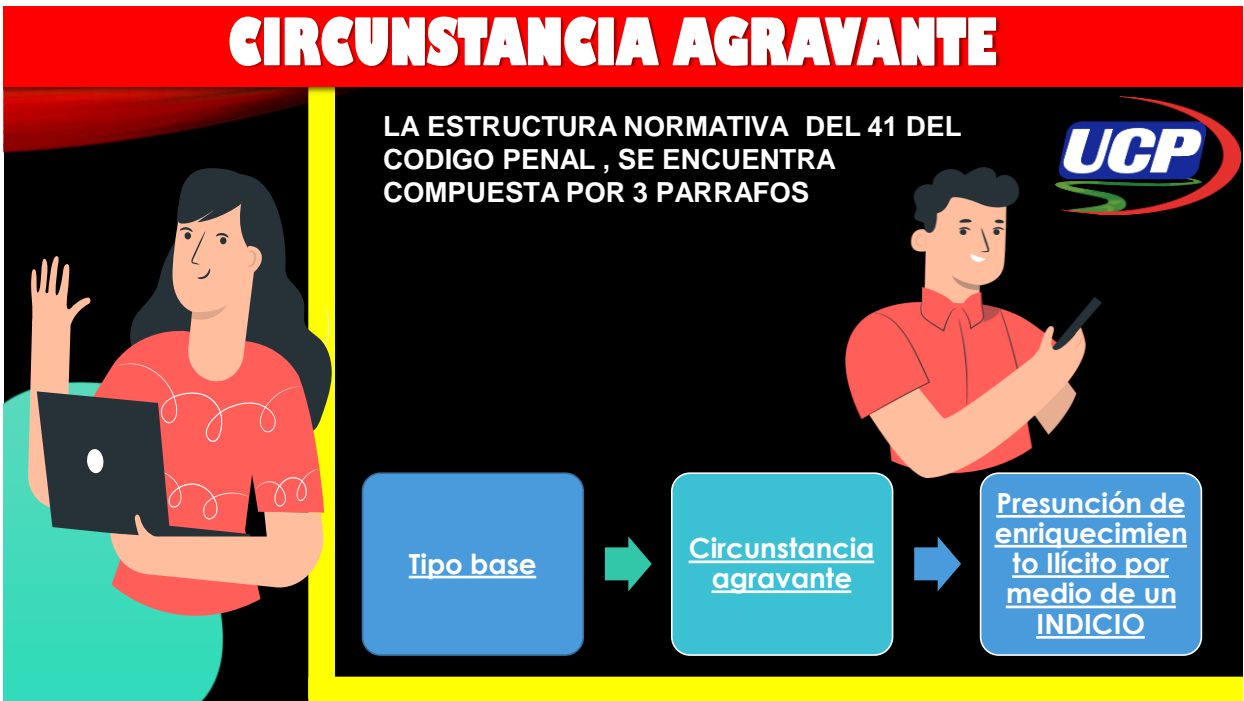 CIRCUNSTANCIA AGRAVANTE
LA ESTRUCTURA NORMATIVA DEL 41 DEL
CODIGO PENAL , SE ENCUENTRA
COMPUESTA POR 3 PARRAFOS
UCP
Tipo base
Circunstancia
agravante
Presunción de
enriquecimien
to Ilícito por
medio de un
INDICIO